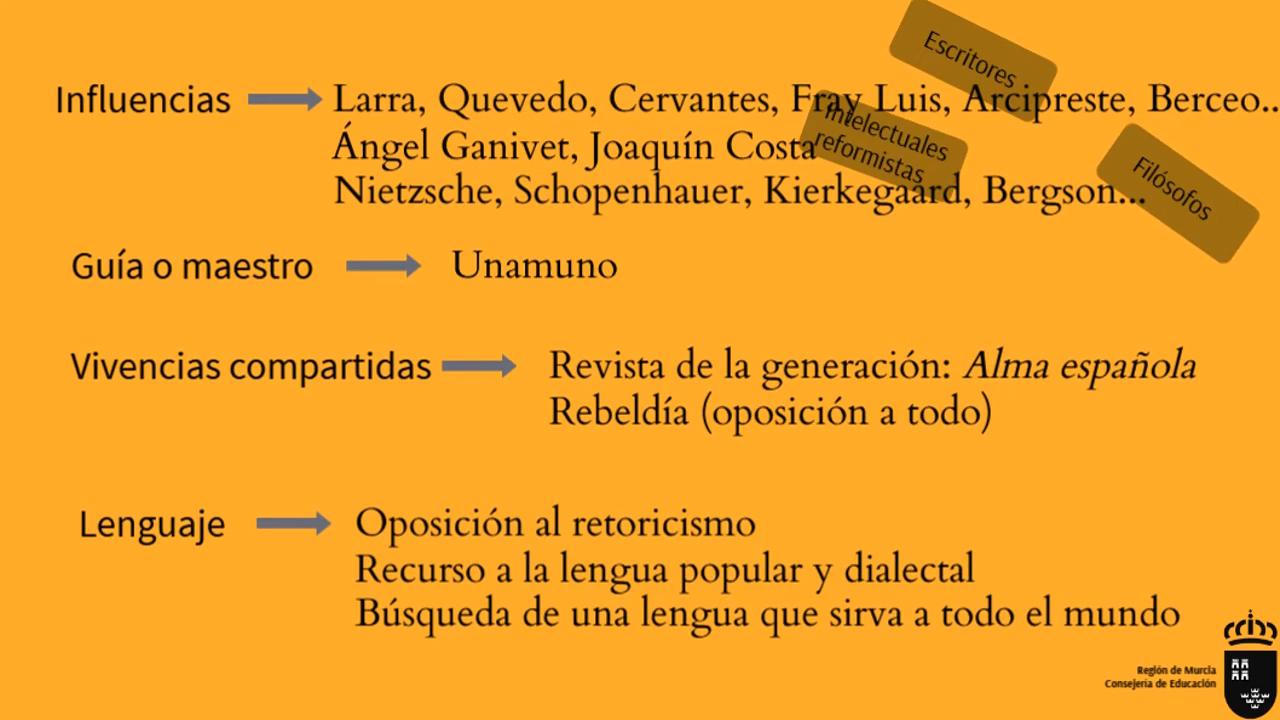 Escritores
Influencias Larra, Quevedo, Cervantes, Fray Luis, Arcipreste, Berceo..
Intelectuales
reformistas
Ángel Ganivet, Joaquín Costa
Filósofos
Nietzsche, Schopenhauer, Kierkegaard, Bergson...
Guía o maestro Unamuno
Vivencias compartidas Revista de la generación: Alma española
Rebeldía (oposición a todo)
Lenguaje Oposición al retoricismo
Recurso a la lengua popular y dialectal
Búsqueda de una lengua que sirva a todo el mundo
Región de Murcia
Consejería de Educación